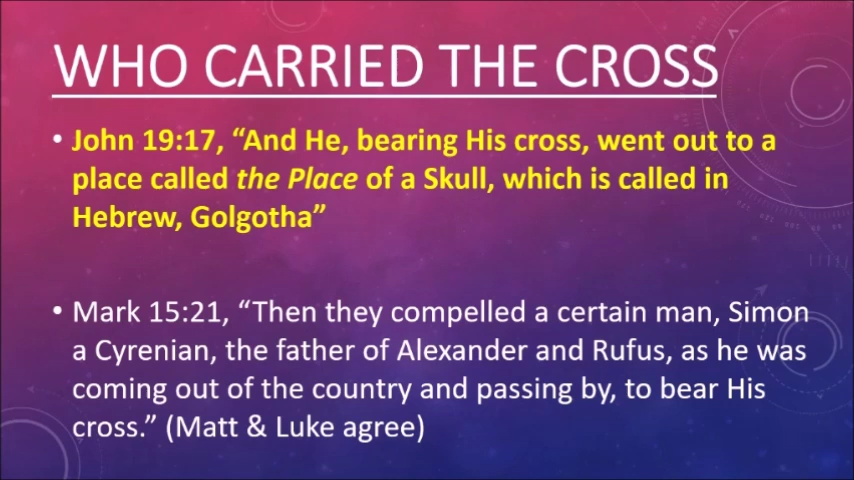 WHO CARRIED THE CROSS
• John 19:17, “And He, bearing His cross, went out to a
place called the Place of a Skull, which is called in
Hebrew, Golgotha”
• Mark 15:21, “Then they compelled a certain man, Simon
a Cyrenian, the father of Alexander and Rufus, as he was
coming out of the country and passing by, to bear His
cross.” (Matt & Luke agree)